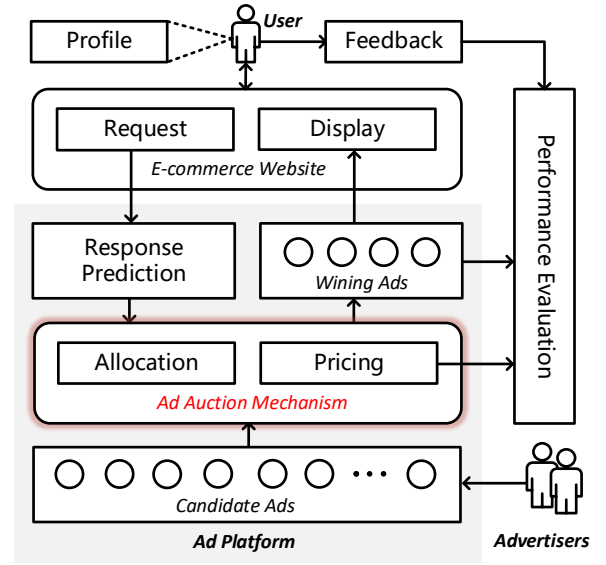 User
Profile
Feedback
Request
Display
E-commerce Website
Performance Evaluation
Response
Prediction
Wining Ads
Allocation
Pricing
Ad Auction Mechanism
Candidate Ads
Ad Platform
Advertisers